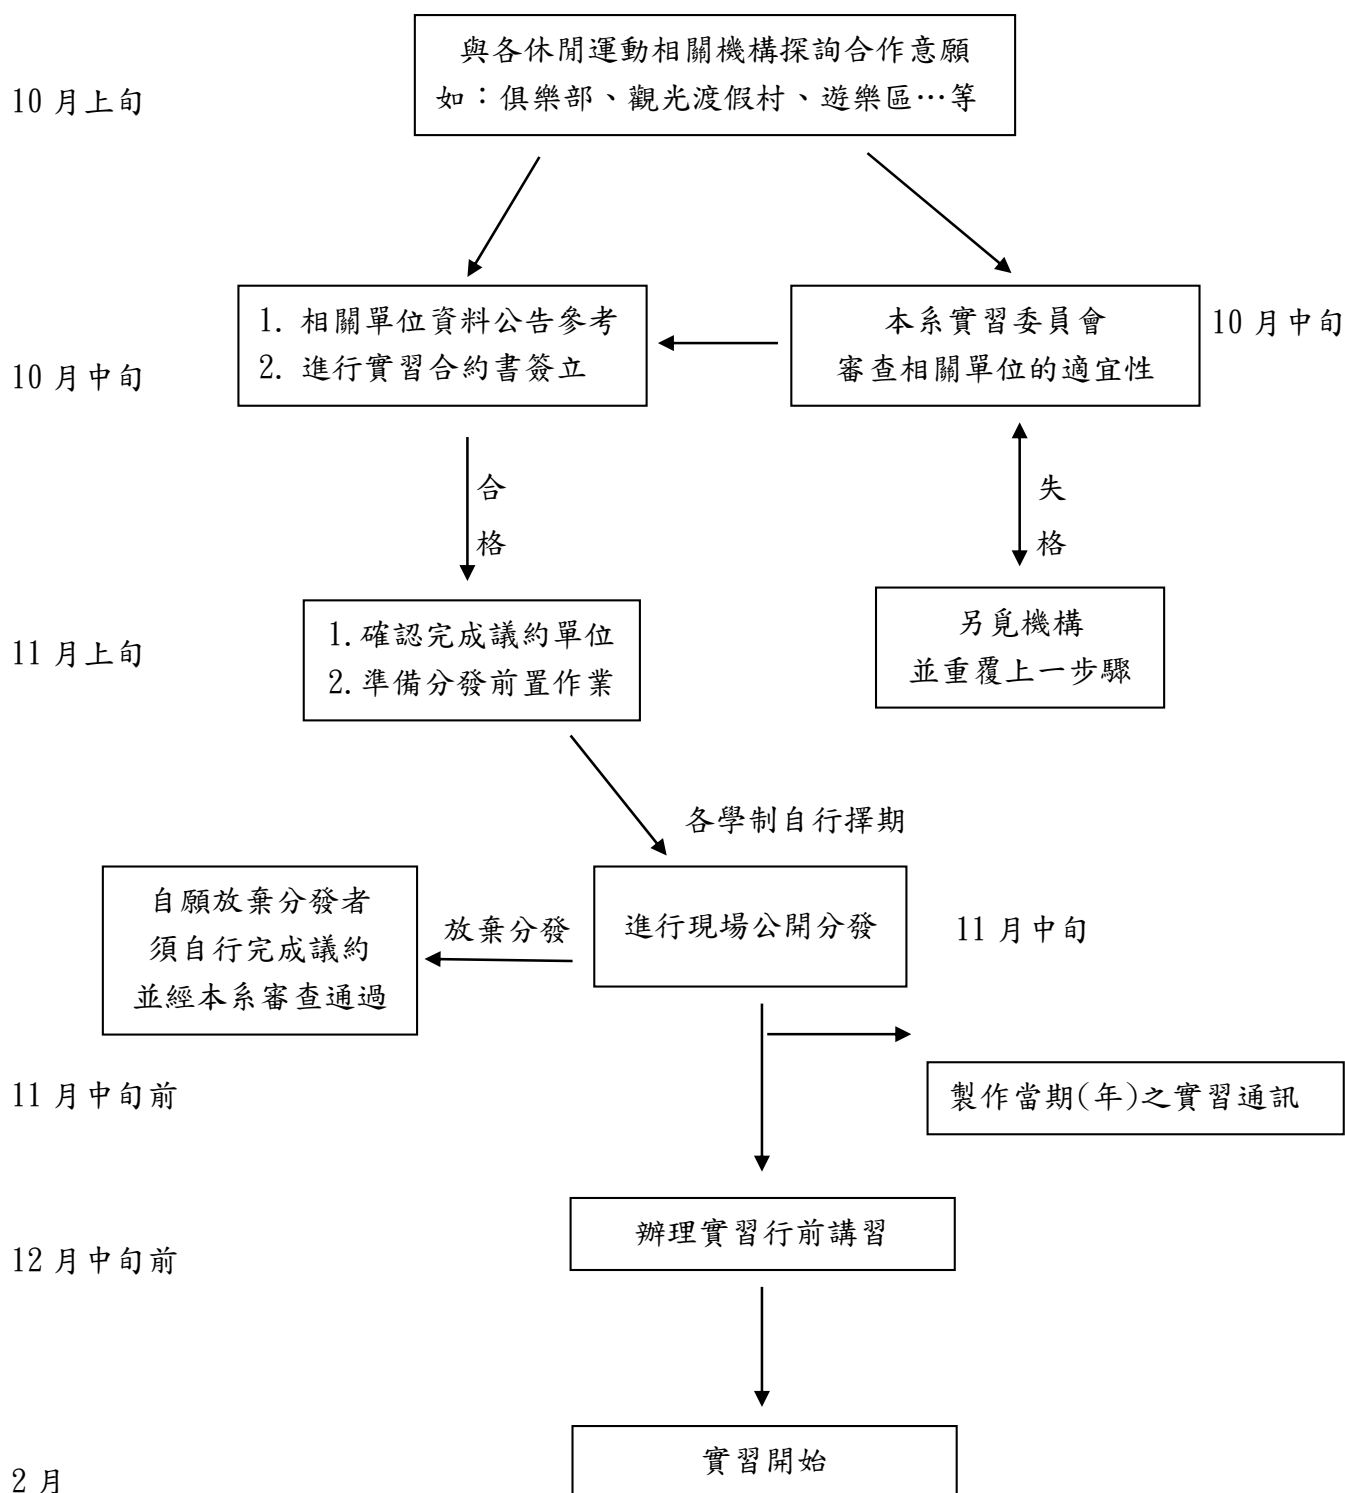 與各休閒運動相關機構探詢合作意願
如：俱樂部、觀光渡假村、遊樂區…等
10 月上旬
1. 相關單位資料公告參考
2. 進行實習合約書簽立
本系實習委員會
審查相關單位的適宜性
10 月中旬
10 月中旬
合
格
失
格
1.確認完成議約單位
2.準備分發前置作業
另覓機構
並重覆上一步驟
11 月上旬
各學制自行擇期
自願放棄分發者
須自行完成議約
並經本系審查通過
放棄分發
進行現場公開分發
11 月中旬
11 月中旬前
製作當期(年)之實習通訊
辦理實習行前講習
12 月中旬前
實習開始
2 月